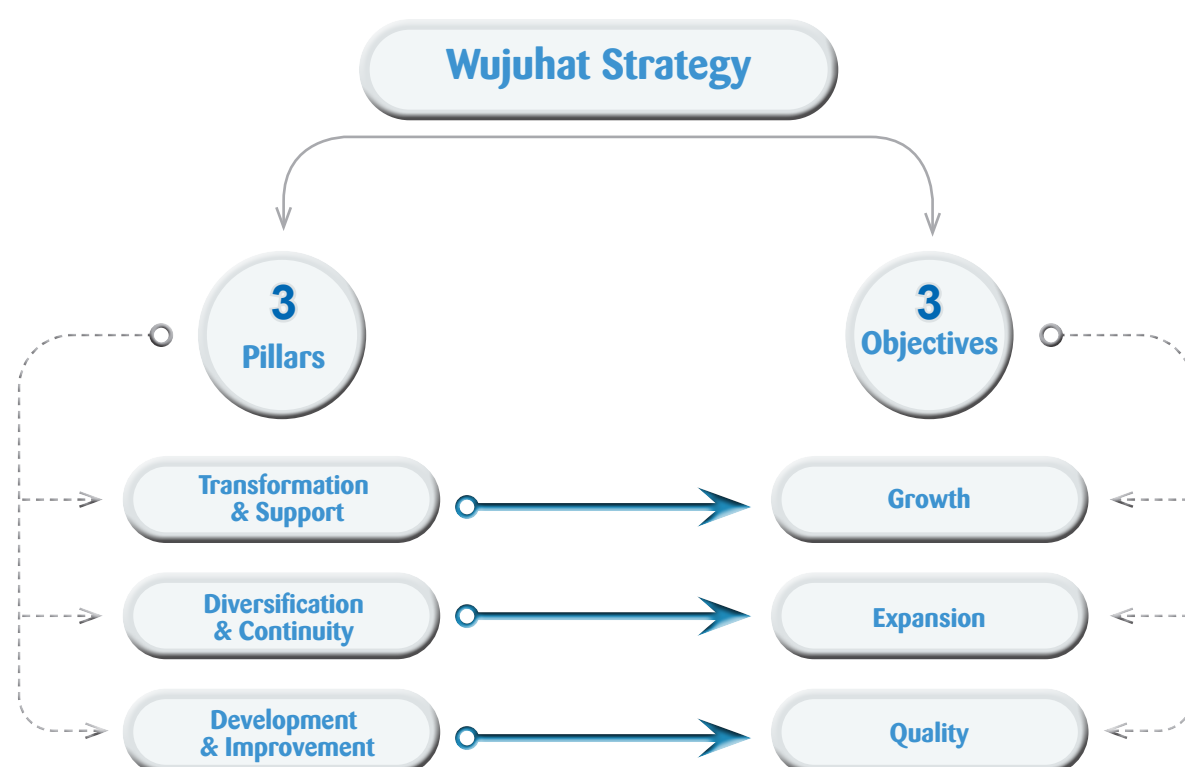 Wujuhat Strategy
3
Pillars
3
Objectives
Transformation
& Support
Growth
Diversification
& Continuity
Expansion
Development
& Improvement
Quality